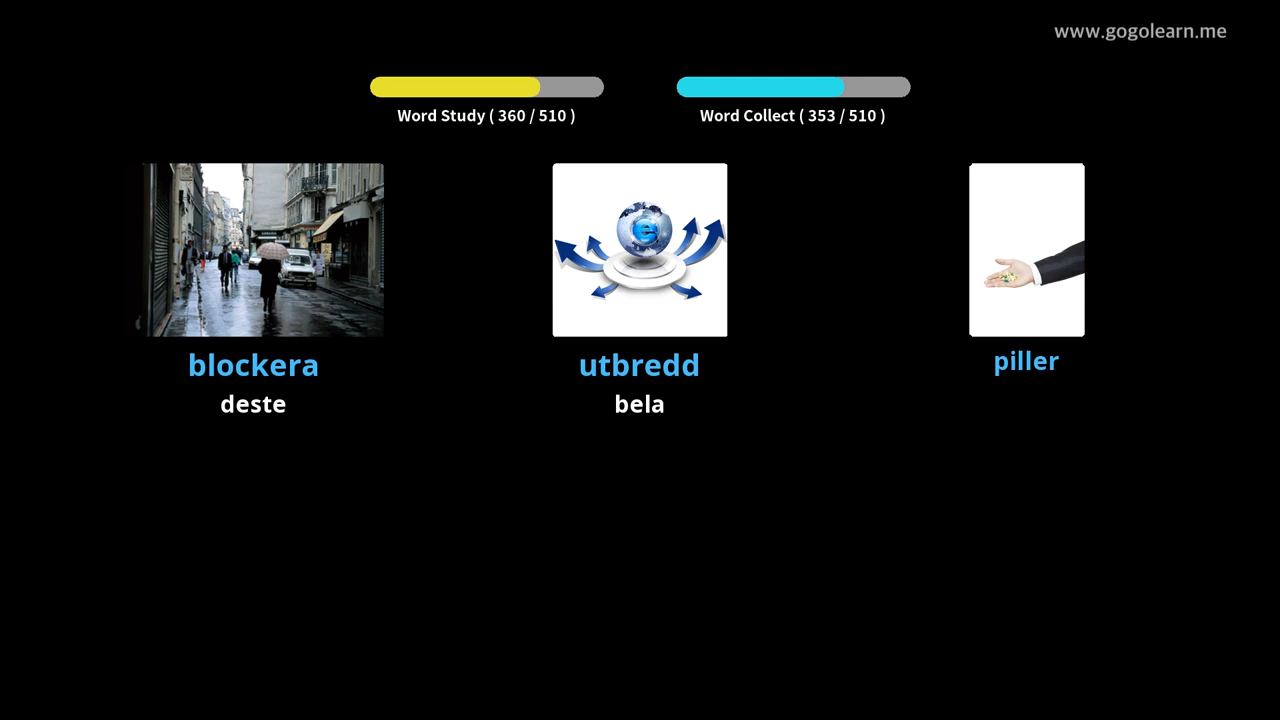 www.gogolearn.me
Word Study ( 360 / 510 )
Word Collect ( 353 / 510 )
blockera
deste
utbredd
bela
piller